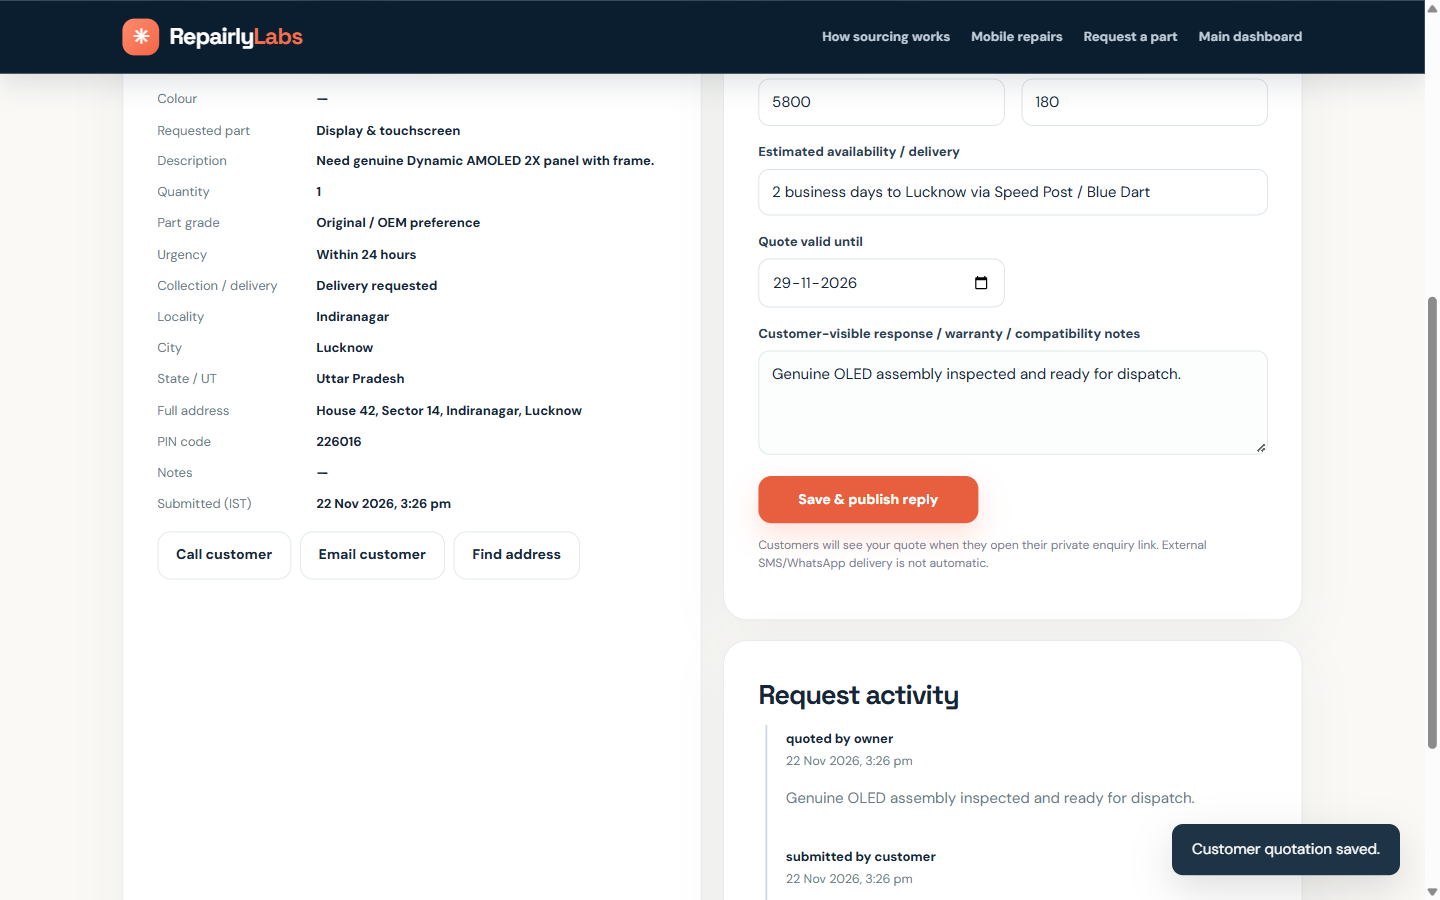 RepairlyLabs
How sourcing works
Mobile repairs
Request a part
Main dashboard
Colour —
Requested part Display & touchscreen
Description Need genuine Dynamic AMOLED 2X panel with frame.
Quantity 1
Part grade Original / OEM preference
Urgency Within 24 hours
Collection / delivery Delivery requested
Locality Indiranagar
City Lucknow
State / UT Uttar Pradesh
Full address House 42, Sector 14, Indiranagar, Lucknow
PIN code 226016
Notes —
Submitted (IST) 22 Nov 2026, 3:26 pm
Call customer
Email customer
Find address
5800
180
Estimated availability / delivery
2 business days to Lucknow via Speed Post / Blue Dart
Quote valid until
29-11-2026
Customer-visible response / warranty / compatibility notes
Genuine OLED assembly inspected and ready for dispatch.
Save & publish reply
Customers will see your quote when they open their private enquiry link. External
SMS/WhatsApp delivery is not automatic.
Request activity
quoted by owner
22 Nov 2026, 3:26 pm
Genuine OLED assembly inspected and ready for dispatch.
submitted by customer
22 Nov 2026, 3:26 pm
Customer quotation saved.